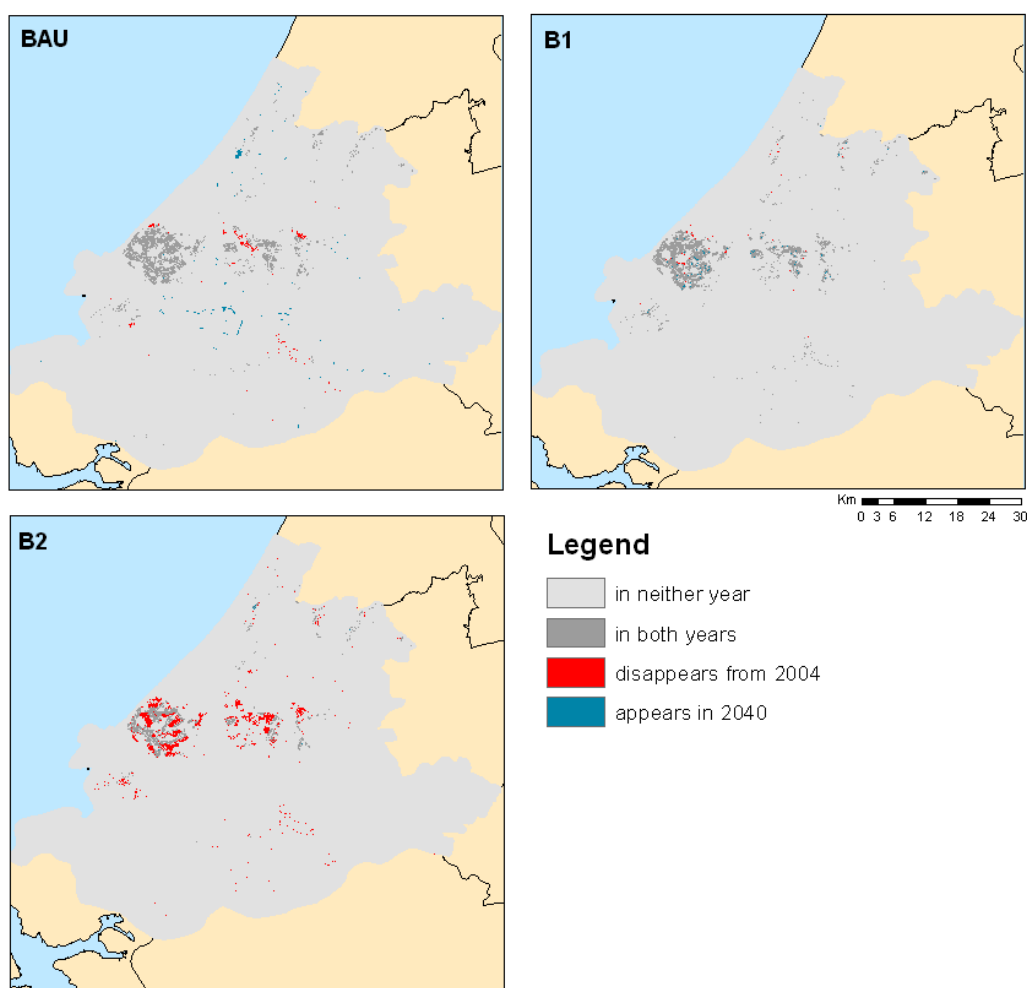 BAU
B1
Km
0 3 6 12 18 24 30
B2
Legend
in neither year
in both years
disappears from 2004
appears in 2040